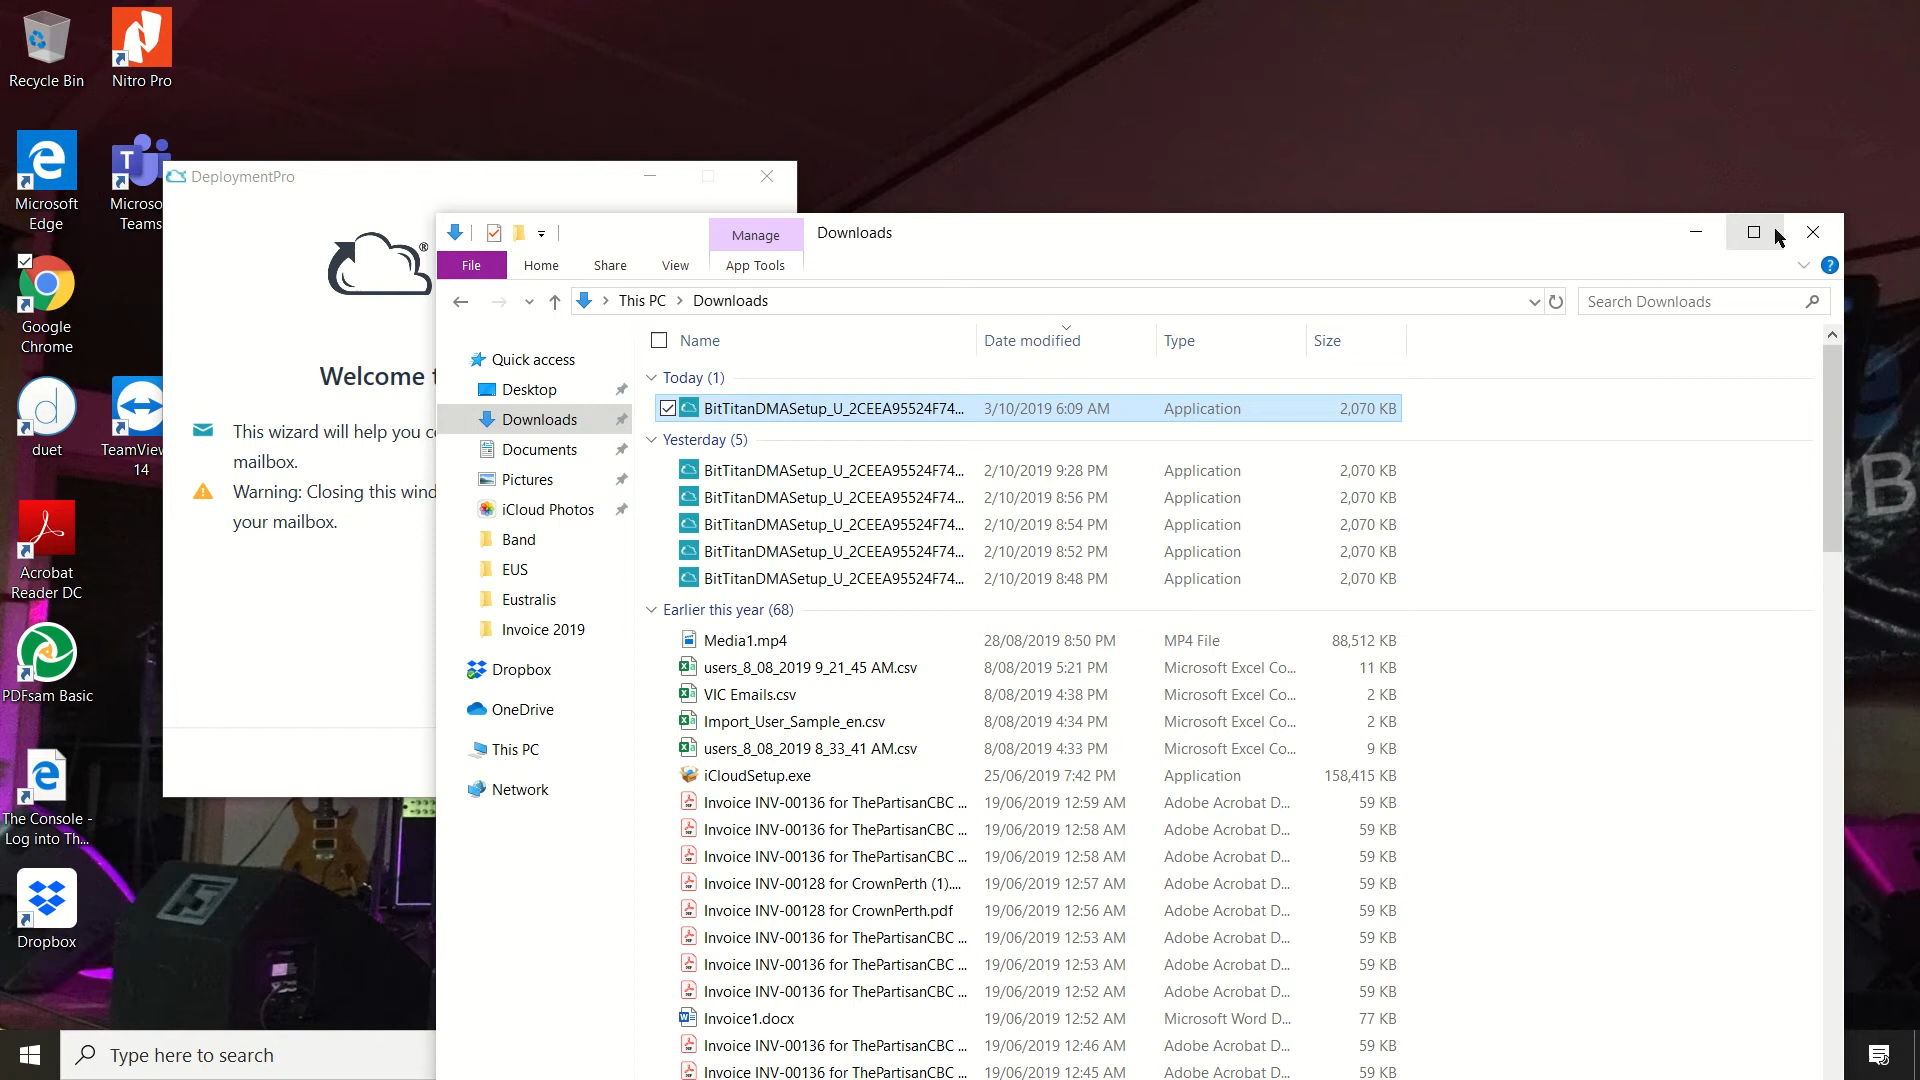 Recycle Bin
Nitro Pro
Microsoft
Edge
Microso
Teams
Google
Chrome
duet
TeamView
14
Acrobat
Reader DC
PDFsam Basic
The Console -
Log into Th...
Dropbox
DeploymentPro
Welcome t
This wizard will help you c
mailbox.
Warning: Closing this wind
your mailbox.
Manage
Downloads
File
Home
Share
View
App Tools
This PC
Downloads
Search Downloads
Quick access
Desktop
Downloads
Documents
Pictures
iCloud Photos
Band
EUS
Eustralis
Invoice 2019
Dropbox
OneDrive
This PC
Network
Name Date modified Type Size
Today (1)
BitTitanDMASetup_U_2CEEA95524F74... 3/10/2019 6:09 AM Application 2,070 KB
Yesterday (5)
BitTitanDMASetup_U_2CEEA95524F74... 2/10/2019 9:28 PM Application 2,070 KB
BitTitanDMASetup_U_2CEEA95524F74... 2/10/2019 8:56 PM Application 2,070 KB
BitTitanDMASetup_U_2CEEA95524F74... 2/10/2019 8:54 PM Application 2,070 KB
BitTitanDMASetup_U_2CEEA95524F74... 2/10/2019 8:52 PM Application 2,070 KB
BitTitanDMASetup_U_2CEEA95524F74... 2/10/2019 8:48 PM Application 2,070 KB
Earlier this year (68)
Media1.mp4 28/08/2019 8:50 PM MP4 File 88,512 KB
users_8_08_2019 9_21_45 AM.csv 8/08/2019 5:21 PM Microsoft Excel Co... 11 KB
VIC Emails.csv 8/08/2019 4:38 PM Microsoft Excel Co... 2 KB
Import_User_Sample_en.csv 8/08/2019 4:34 PM Microsoft Excel Co... 2 KB
users_8_08_2019 8_33_41 AM.csv 8/08/2019 4:33 PM Microsoft Excel Co... 9 KB
iCloudSetup.exe 25/06/2019 7:42 PM Application 158,415 KB
Invoice INV-00136 for ThePartisanCBC ... 19/06/2019 12:59 AM Adobe Acrobat D... 59 KB
Invoice INV-00136 for ThePartisanCBC ... 19/06/2019 12:58 AM Adobe Acrobat D... 59 KB
Invoice INV-00136 for ThePartisanCBC ... 19/06/2019 12:58 AM Adobe Acrobat D... 59 KB
Invoice INV-00128 for CrownPerth (1).... 19/06/2019 12:57 AM Adobe Acrobat D... 59 KB
Invoice INV-00128 for CrownPerth.pdf 19/06/2019 12:56 AM Adobe Acrobat D... 59 KB
Invoice INV-00136 for ThePartisanCBC ... 19/06/2019 12:53 AM Adobe Acrobat D... 59 KB
Invoice INV-00136 for ThePartisanCBC ... 19/06/2019 12:53 AM Adobe Acrobat D... 59 KB
Invoice INV-00136 for ThePartisanCBC ... 19/06/2019 12:52 AM Adobe Acrobat D... 59 KB
Invoice1.docx 19/06/2019 12:52 AM Microsoft Word D... 77 KB
Invoice INV-00136 for ThePartisanCBC ... 19/06/2019 12:46 AM Adobe Acrobat D... 59 KB
Invoice INV-00136 for ThePartisanCBC ... 19/06/2019 12:45 AM Adobe Acrobat D... 59 KB
Type here to search